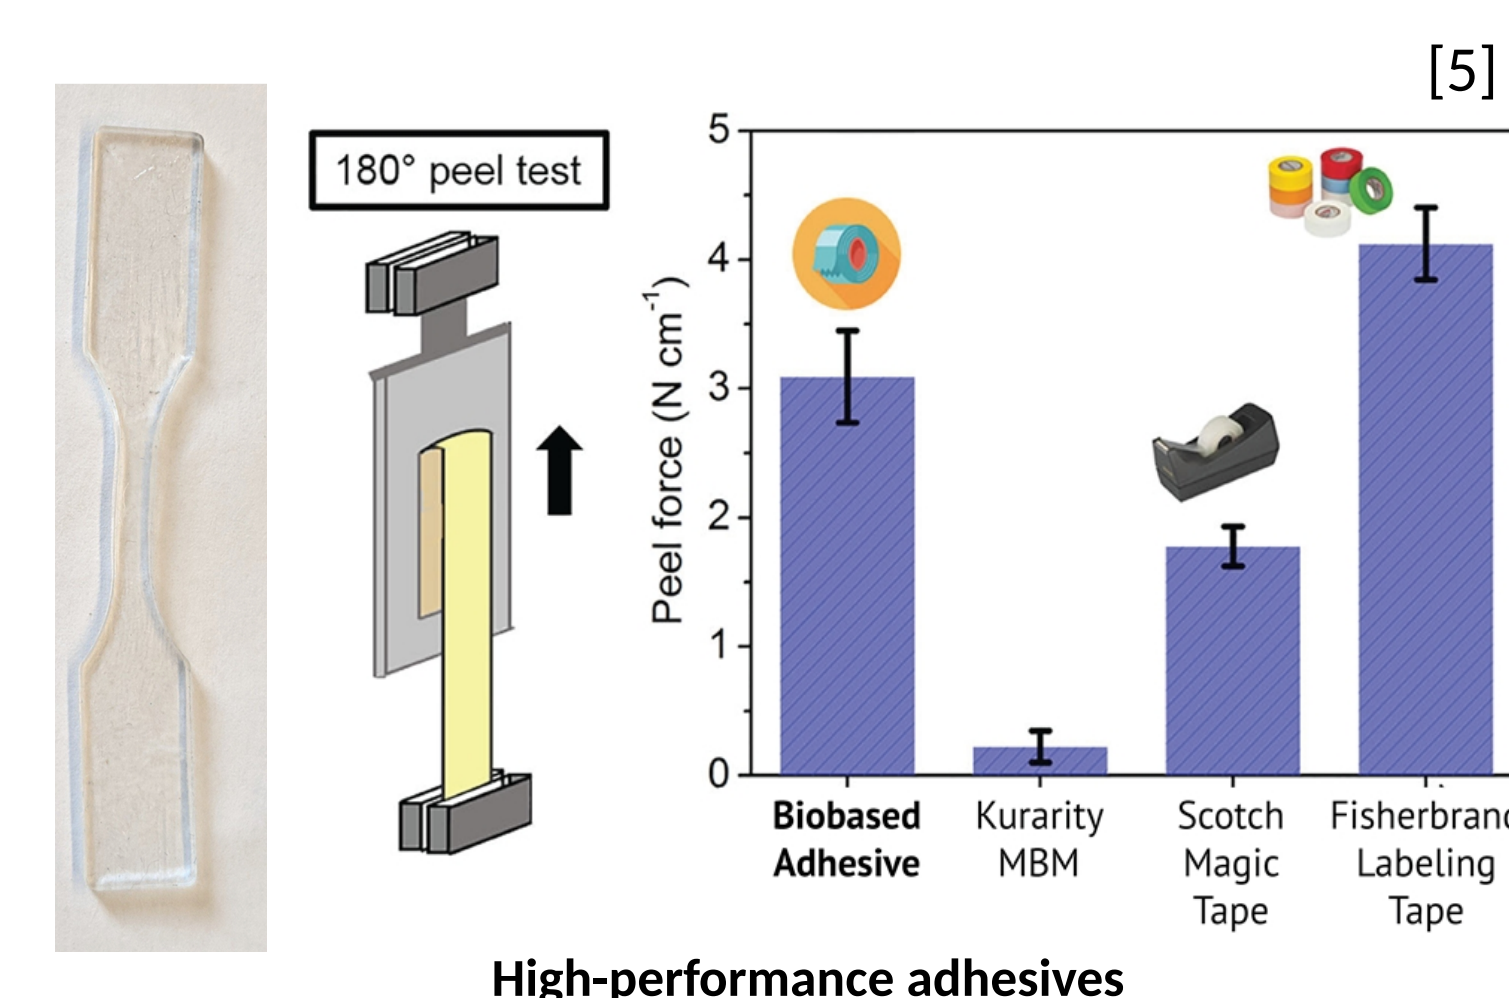 [5]
180° peel test
Peel force (N cm⁻¹)
5
4
3
2
1
0
Biobased
Adhesive
Kurarity
MBM
Scotch
Magic
Tape
Fisherbrand
Labeling
Tape
High-performance adhesives